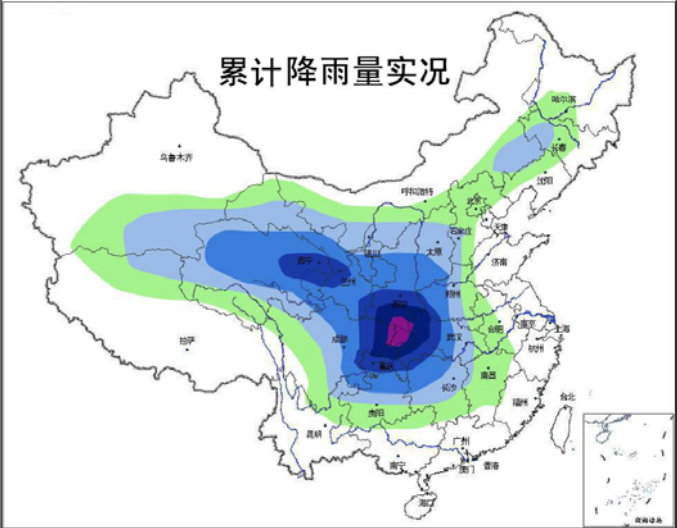 累计降雨量实况
哈尔滨
长春
乌鲁木齐
沈阳
呼和浩特
北京
天津
石家庄
银川
太原
济南
西宁
兰州
郑州
西安
合肥
南京
上海
拉萨
成都
武汉
杭州
重庆
南昌
长沙
福州
台北
贵阳
昆明
广州
南宁
澳门
香港
海口
南海诸岛